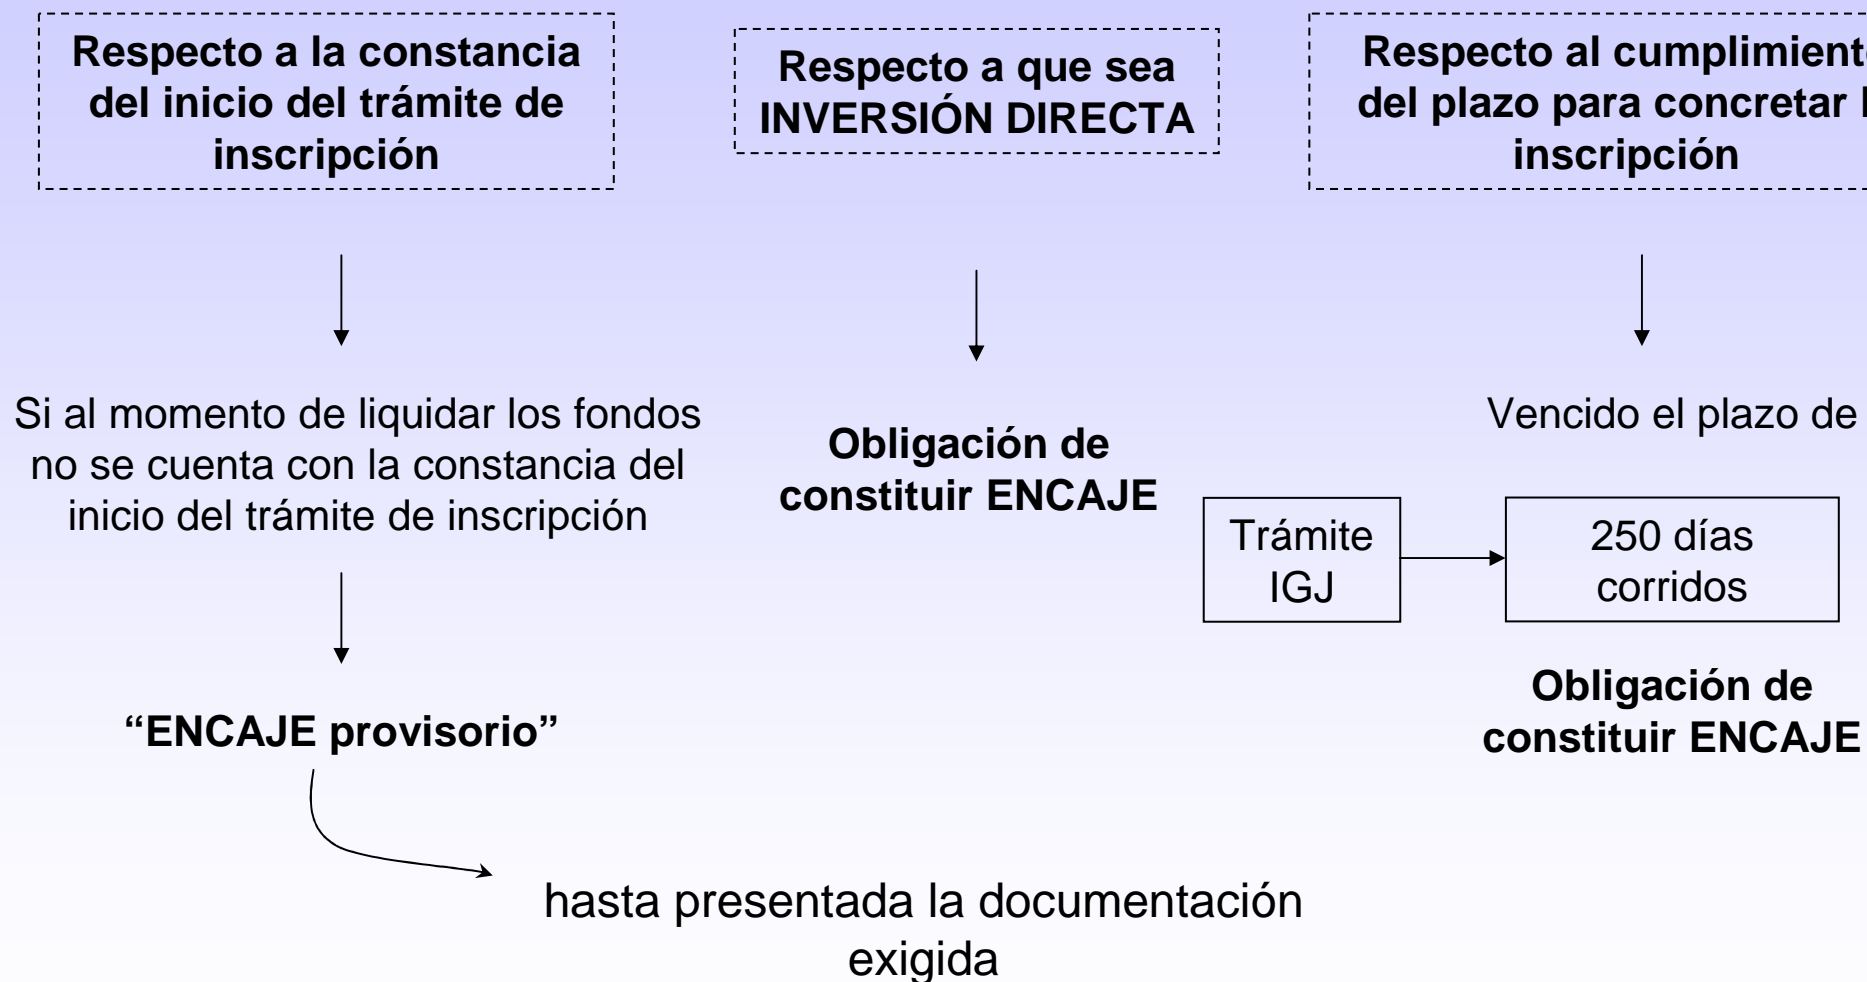 Respecto a la constancia
del inicio del trámite de
inscripción
Si al momento de liquidar los fondos
no se cuenta con la constancia del
inicio del trámite de inscripción
“ENCAJE provisorio”
hasta presentada la documentación
exigida
Respecto a que sea
INVERSIÓN DIRECTA
Obligación de
constituir ENCAJE
Respecto al
del plazo para concretar
inscripción
Vencido el plazo de
Trámite
IGJ
250 días
corridos
Obligación de
constituir ENCAJE